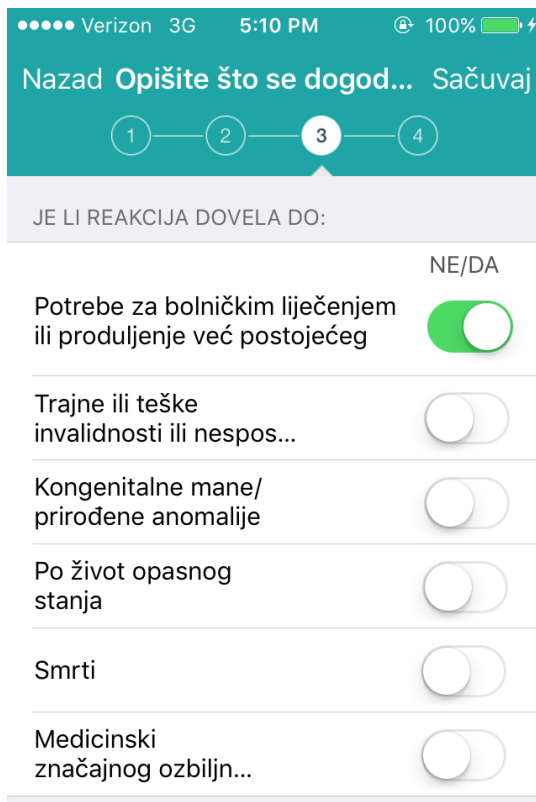 Verizon 3G 5:10 PM 100%
Nazad Opišite što se dogod... Sačuvaj
1 2 3 4
JE LI REAKCIJA DOVELA DO:
NE/DA
Potrebe za bolničkim liječenjem
ili produljenje već postojećeg
Trajne ili teške
invalidnosti ili nespos...
Kongenitalne mane/
prirođene anomalije
Po život opasnog
stanja
Smrti
Medicinski
značajnog ozbiljn...